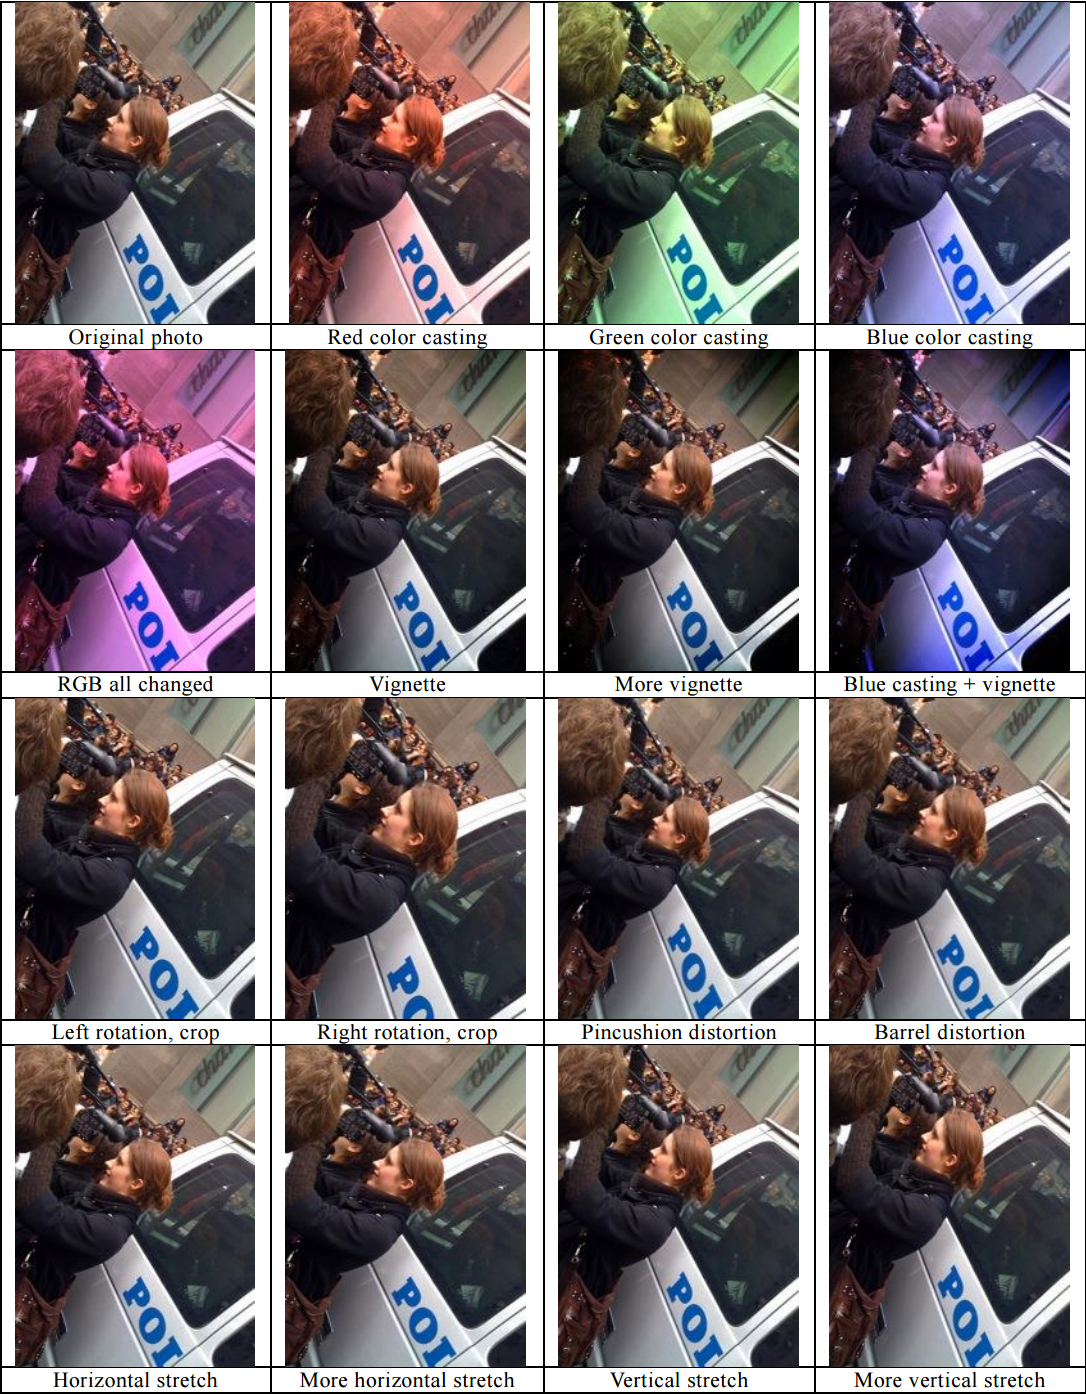 POI POI POI POI
Original photo Red color casting Green color casting Blue color casting
POI POI POI POI
RGB all changed Vignette More vignette Blue casting + vignette
POI PO POI POI
Left rotation, crop Right rotation, crop Pincushion distortion Barrel distortion
POI POI POI POI
Horizontal stretch More horizontal stretch Vertical stretch More vertical stretch